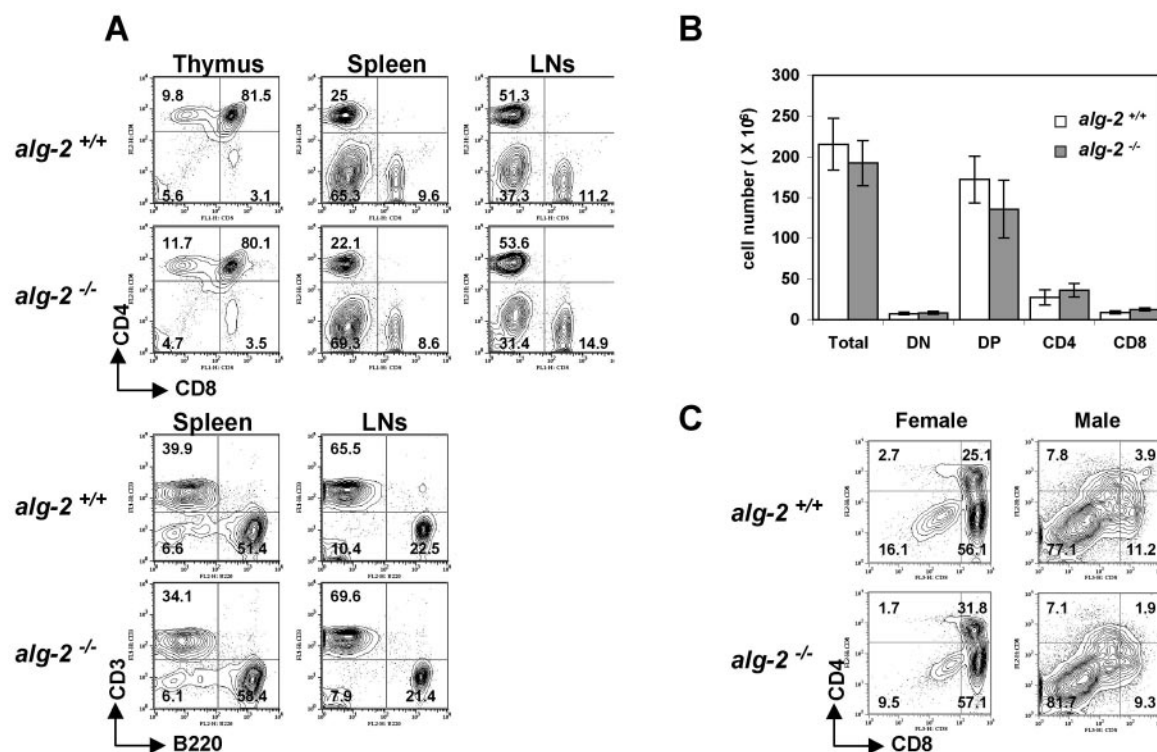 A
Thymus Spleen LNs
alg-2 +/+
9.8 81.5
5.6 3.1
25
65.3 9.6
51.3
37.3 11.2
alg-2 -/-
11.7 80.1
4.7 3.5
22.1
69.3 8.6
53.6
31.4 14.9
CD4
CD8
Spleen LNs
alg-2 +/+
39.9
6.6 51.4
65.5
10.4 22.5
alg-2 -/-
34.1
6.1 58.4
69.6
7.9 21.4
CD3
B220
B
cell number ( X 10⁶)
300
250
200
150
100
50
0
Total DN DP CD4 CD8
alg-2 +/+
alg-2 -/-
C
Female Male
alg-2 +/+
2.7 25.1
16.1 56.1
7.8 3.9
77.1 11.2
alg-2 -/-
1.7 31.8
9.5 57.1
7.1 1.9
81.7 9.3
CD4
CD8